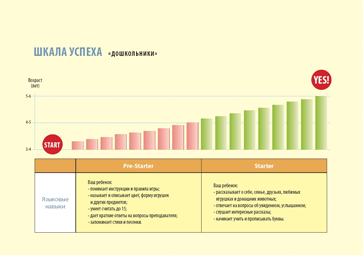 ШКАЛА УСПЕХА «ДОШКОЛЬНИКИ»
Возраст
(лет)
YES!
5-6
4-5
START
3-4
Pre-Starter
Starter
Языковые
навыки
Ваш ребенок:
- понимает инструкции и правила игры;
- называет и описывает цвет, форму игрушек
и других предметов;
- умеет считать до 15;
- дает краткие ответы на вопросы преподавателя;
- запоминает стихи и песенки.
Ваш ребенок:
- рассказывает о себе, семье, друзьях, любимых
игрушках и домашних животных;
- отвечает на вопросы об увиденном, услышанном;
- слушает интересные рассказы;
- начинает учить и прописывать буквы.